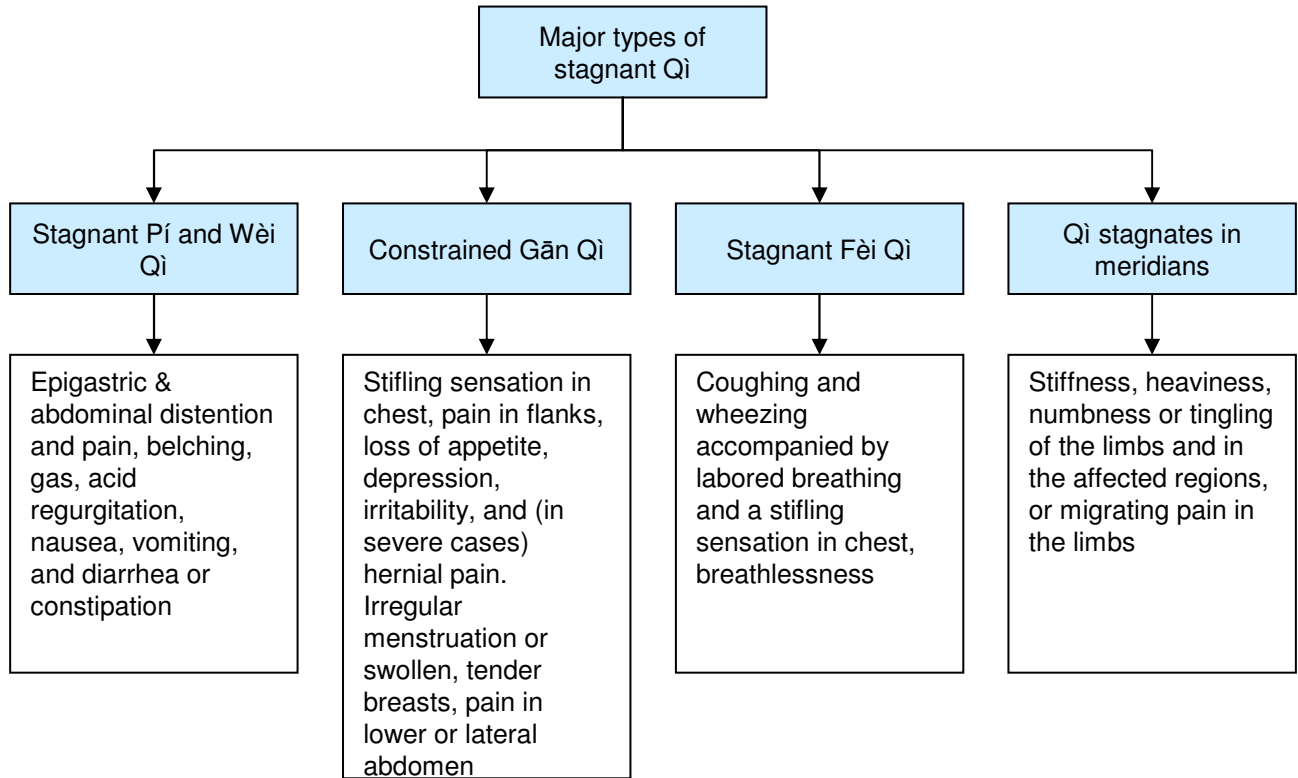 Major types of
stagnant Qì
Stagnant Pí and Wèi
Qì
Constrained Gān Qì
Stagnant Fèi Qì
Qì stagnates in
meridians
Epigastric &
abdominal distention
and pain, belching,
gas, acid
regurgitation,
nausea, vomiting,
and diarrhea or
constipation
Stifling sensation in
chest, pain in flanks,
loss of appetite,
depression,
irritability, and (in
severe cases)
hernial pain.
Irregular
menstruation or
swollen, tender
breasts, pain in
lower or lateral
abdomen
Coughing and
wheezing
accompanied by
labored breathing
and a stifling
sensation in chest,
breathlessness
Stiffness, heaviness,
numbness or tingling
of the limbs and in
the affected regions,
or migrating pain in
the limbs